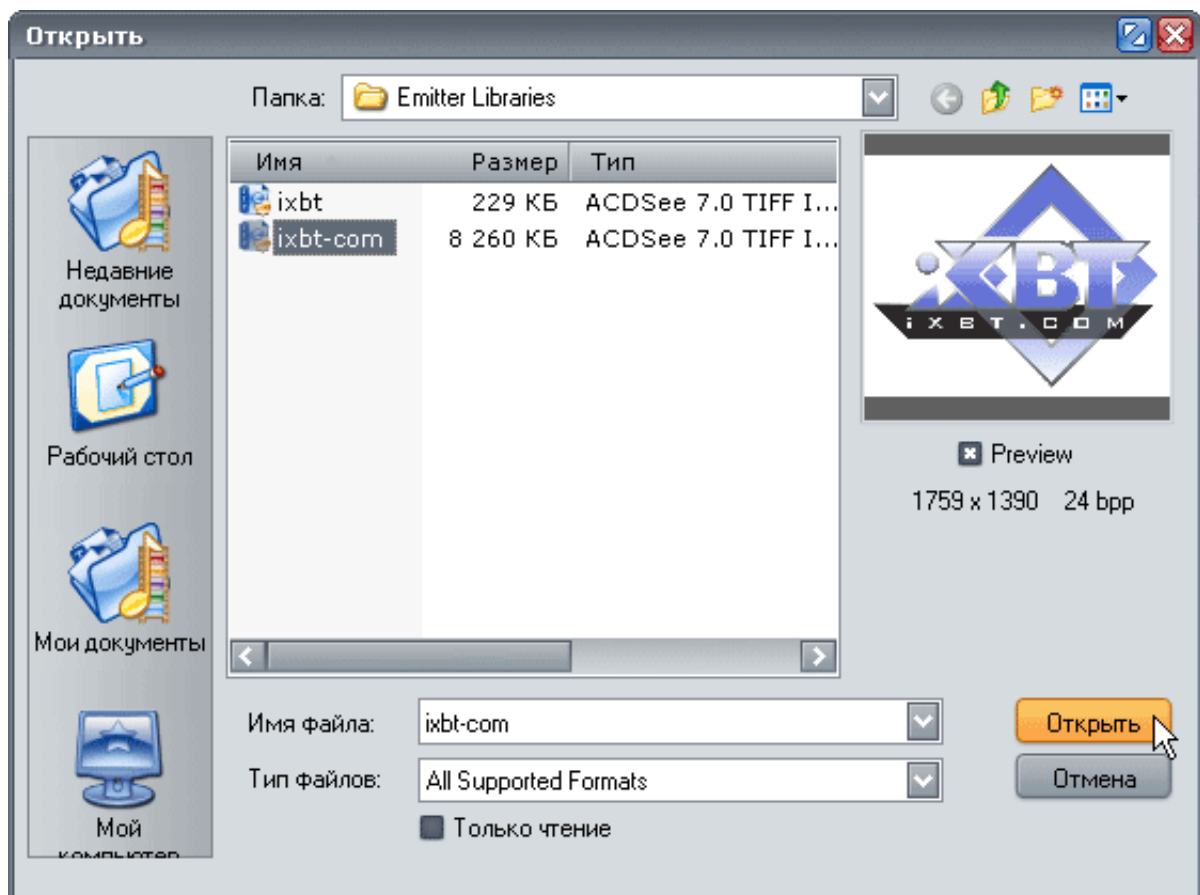 Открыть
Папка: Emitter Libraries
Имя Размер Тип
ixbt 229 КБ ACDSee 7.0 TIFF I...
ixbt-com 8 260 КБ ACDSee 7.0 TIFF I...
Недавние
документы
Рабочий стол
Мои документы
Мой
компьютер
iXBT
iXBT.COM
Preview
1759 x 1390 24 bpp
Имя файла: ixbt-com
Открыть
Тип файлов: All Supported Formats
Отмена
Только чтение